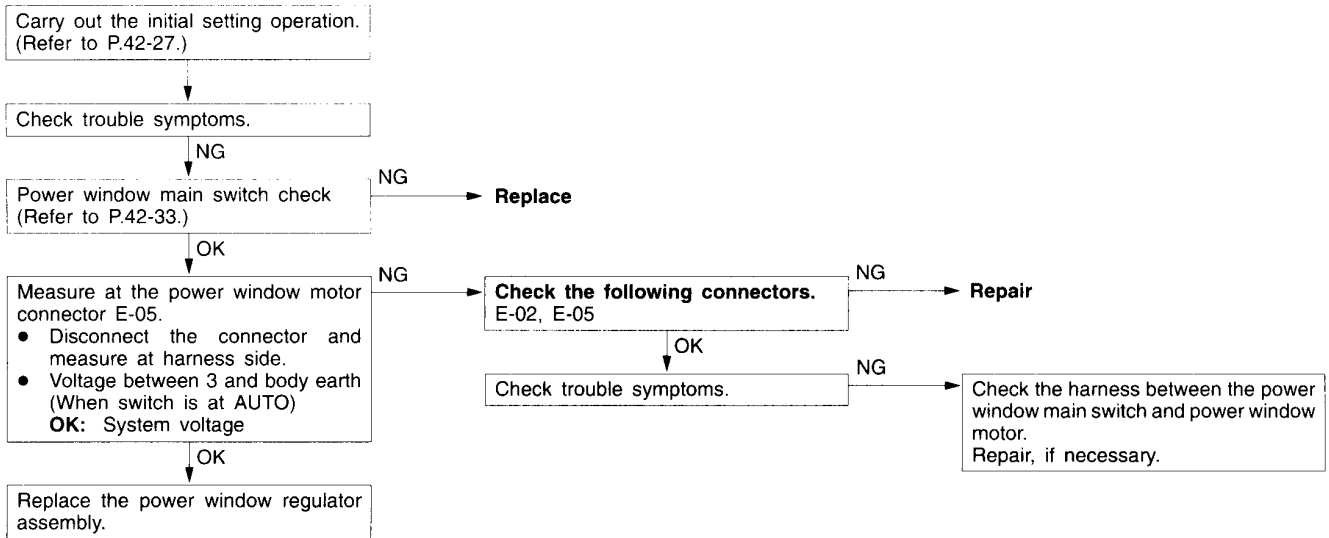 Carry out the initial setting operation.
(Refer to P.42-27.)
Check trouble symptoms.
NG
Power window main switch check
(Refer to P.42-33.)
NG
Replace
OK
Measure at the power window motor
connector E-05.
● Disconnect the connector and
measure at harness side.
● Voltage between 3 and body earth
(When switch is at AUTO)
OK: System voltage
NG
Check the following connectors.
E-02, E-05
NG
Repair
OK
Check trouble symptoms.
NG
Check the harness between the power
window main switch and power window
motor.
Repair, if necessary.
OK
Replace the power window regulator
assembly.